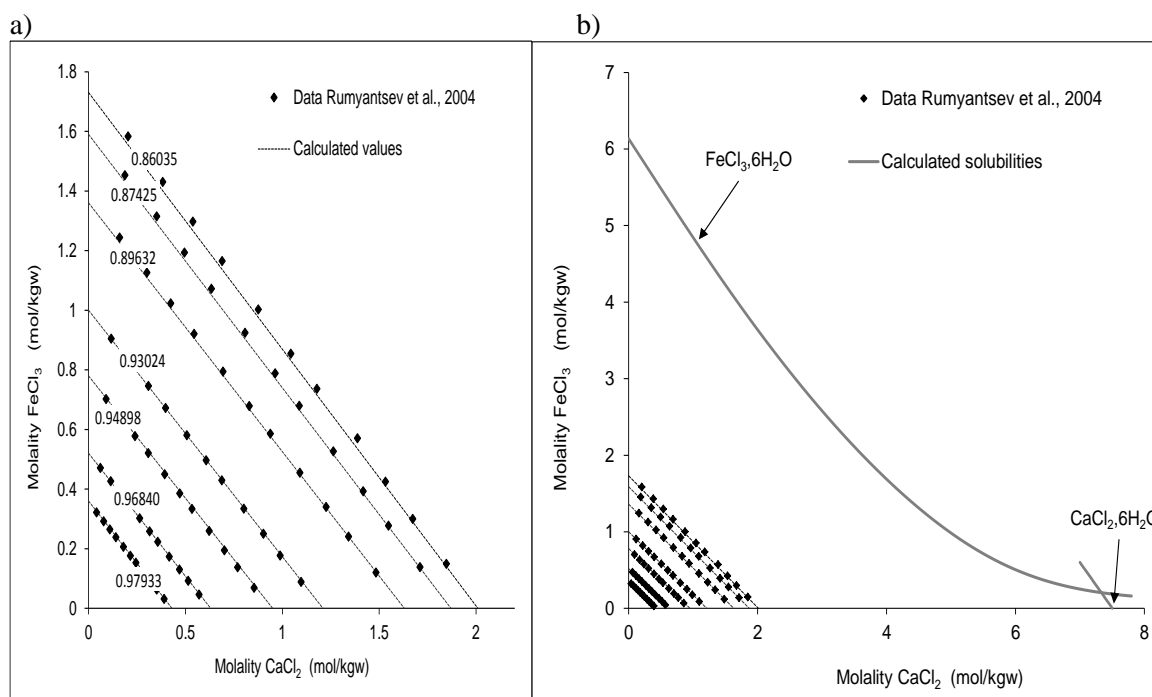 a)
1.8
1.6
1.4
1.2
1
0.8
0.6
0.4
0.2
0
Molality FeCl₃ (mol/kgw)
Data Rumyantsev et al., 2004
Calculated values
0.86035
0.87425
0.89632
0.93024
0.94898
0.96840
0.97933
0 0.5 1 1.5 2
Molality CaCl₂ (mol/kgw)
b)
7
6
5
4
3
2
1
0
Molality FeCl₃ (mol/kgw)
Data Rumyantsev et al., 2004
Calculated solubilities
FeCl₃,6H₂O
CaCl₂,6H₂O
0 2 4 6 8
Molality CaCl₂ (mol/kgw)